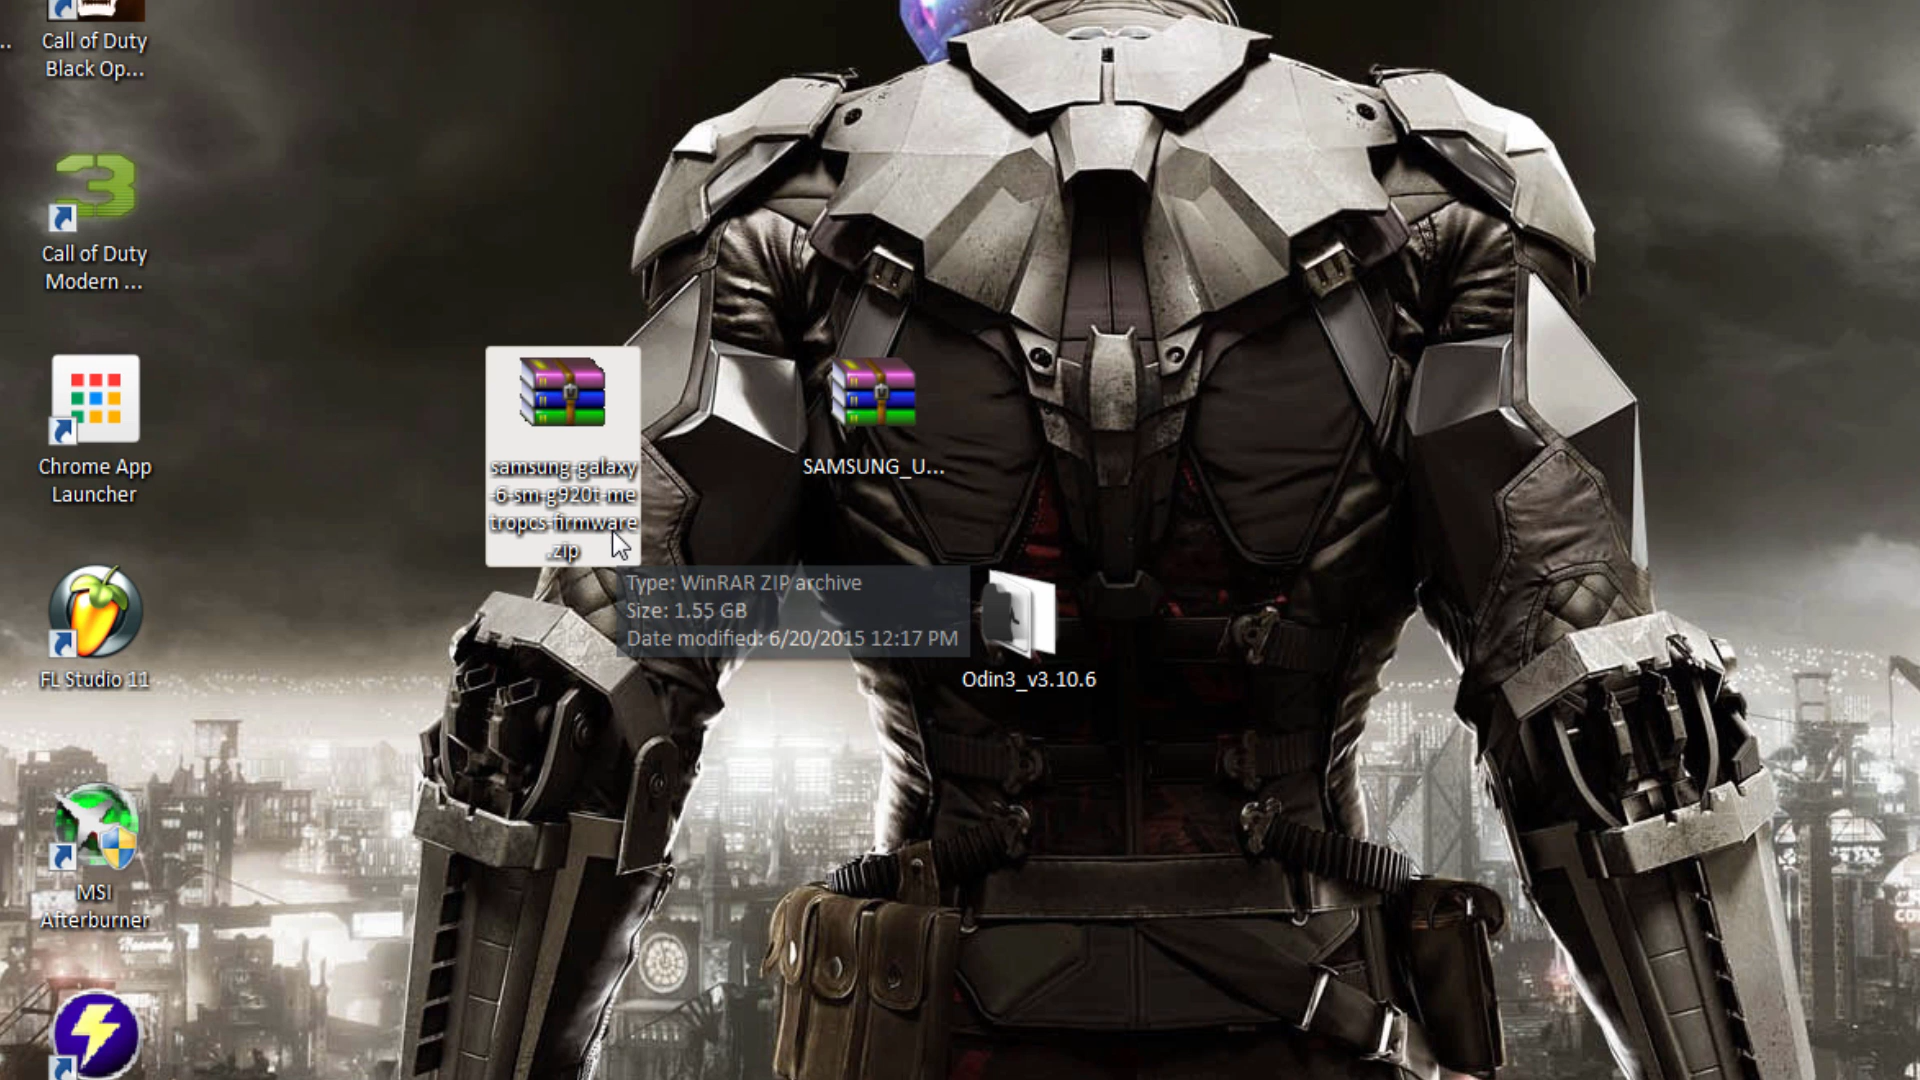 Call of Duty
Black Op...
3
Call of Duty
Modern ...
Chrome App
Launcher
FL Studio 11
MSI
Afterburner
samsung-galaxy
-6-sm-g920t-me
tropcs-firmware
.zip
SAMSUNG_U...
Type: WinRAR ZIP archive
Size: 1.55 GB
Date modified: 6/20/2015 12:17 PM
Odin3_v3.10.6